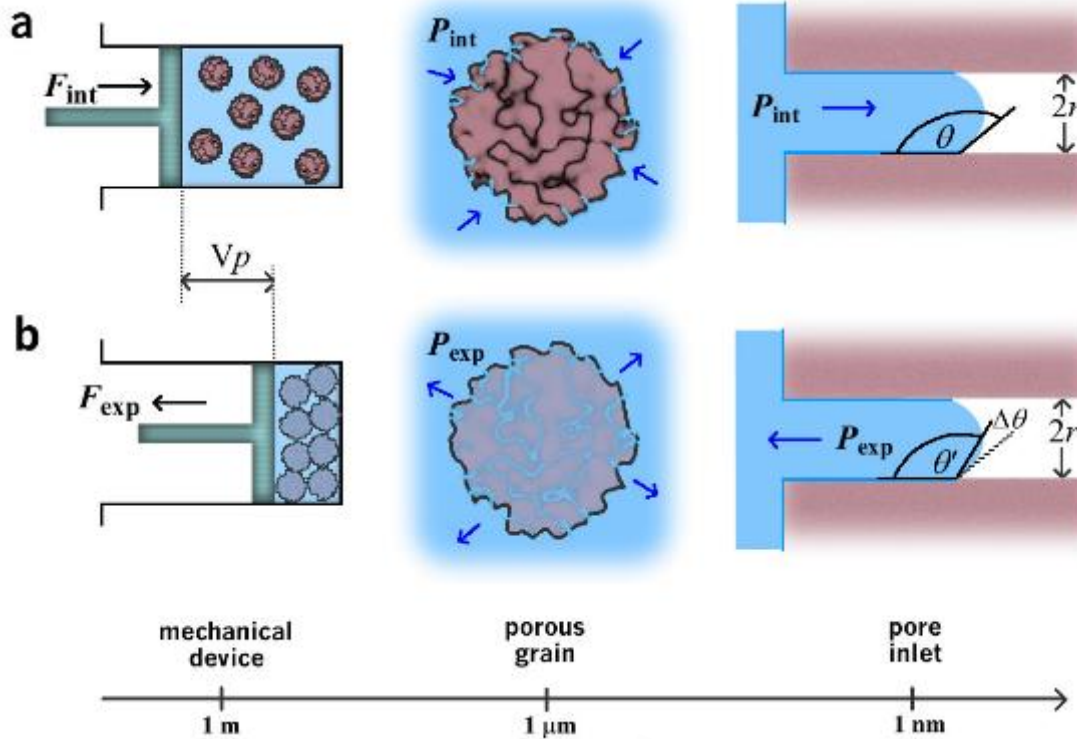 a
F_int
P_int
P_int
θ
2r
Vp
b
F_exp
P_exp
P_exp
θ'
Δθ
2r
mechanical
device
porous
grain
pore
inlet
1 m
1 μm
1 nm